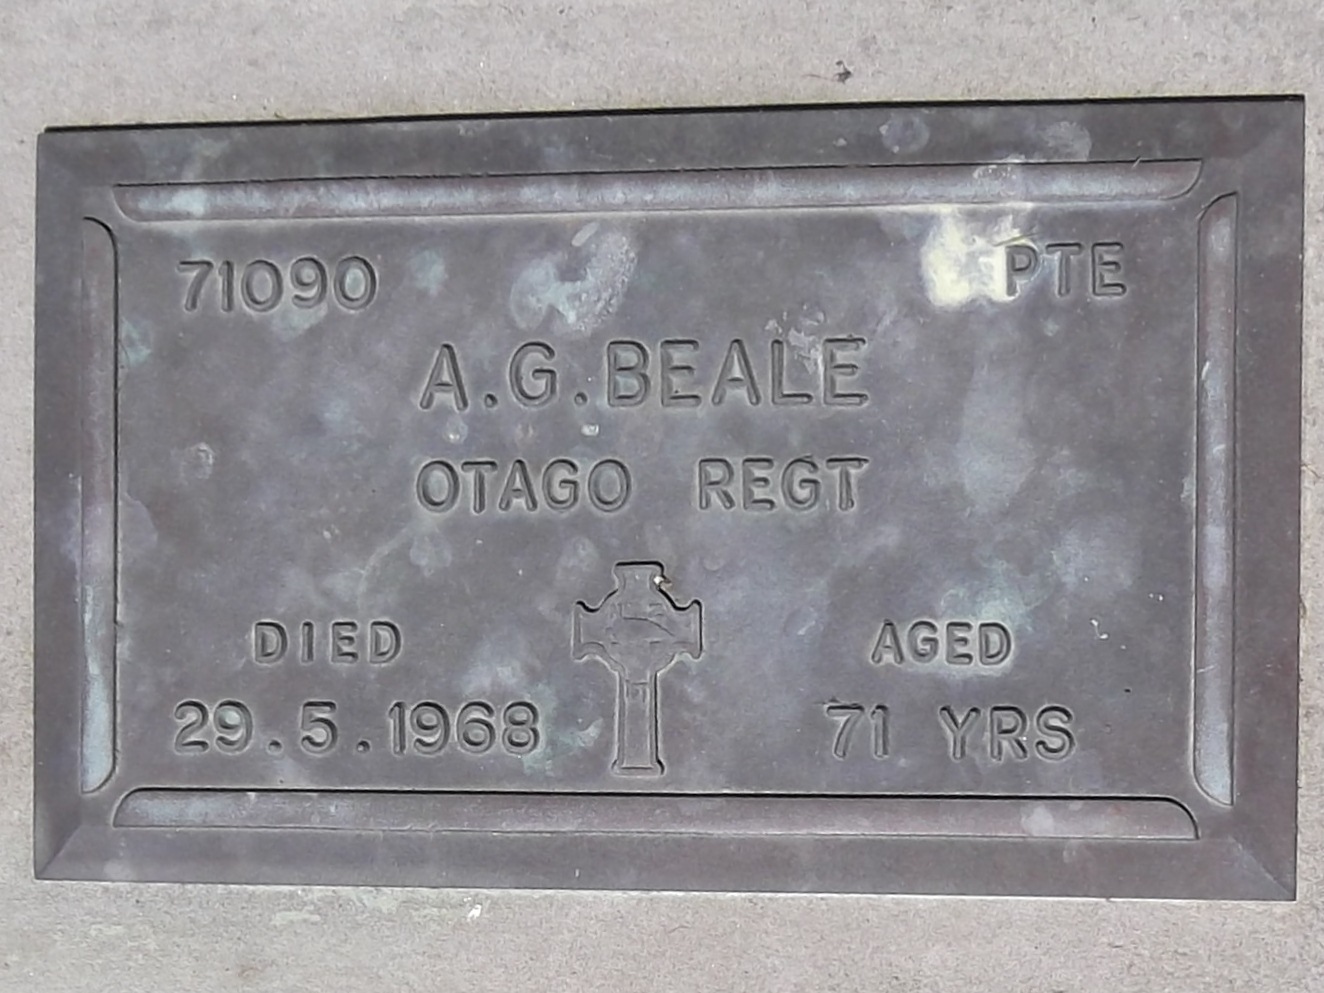 71090 PTE
A.G.BEALE
OTAGO REGT
DIED AGED
29.5.1968 71 YRS